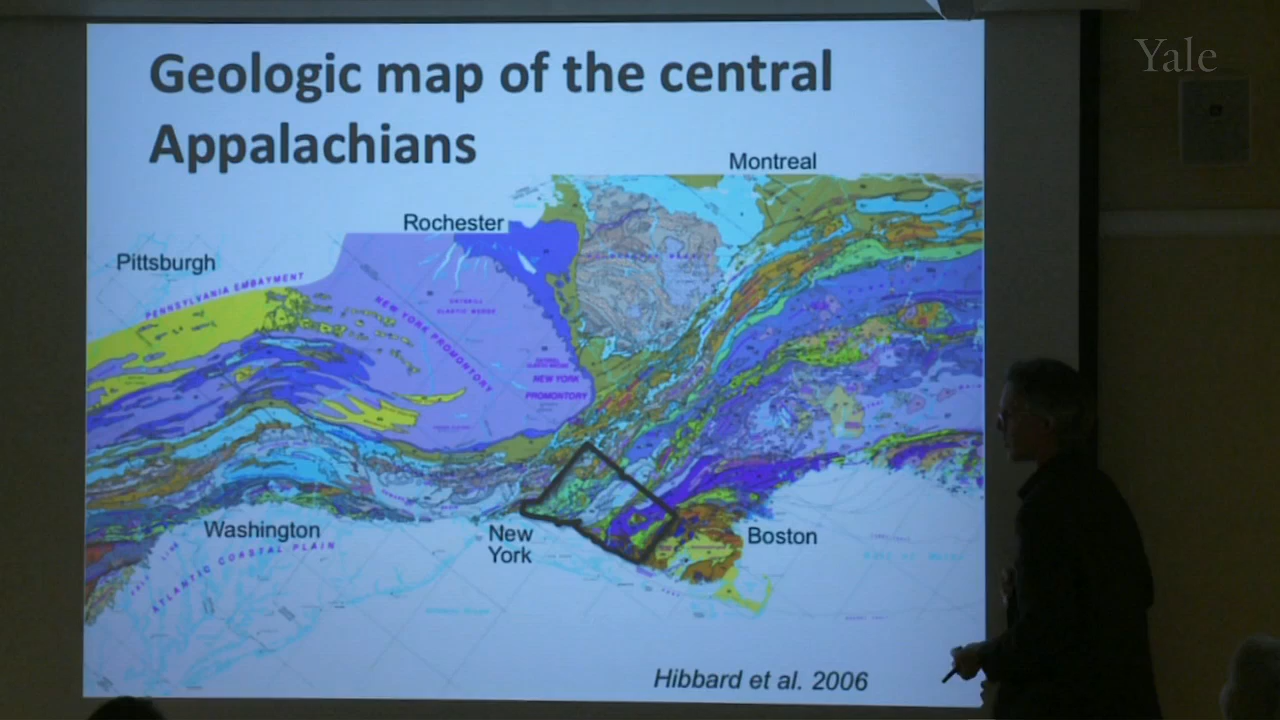 Yale
Geologic map of the central
Appalachians
Montreal
Rochester
Pittsburgh
PENNSYLVANIA EMBAYMENT
NEW YORK PROMONTORY
NEW YORK
PROMONTORY
Washington
New
York
Boston
ATLANTIC COASTAL PLAIN
Hibbard et al. 2006